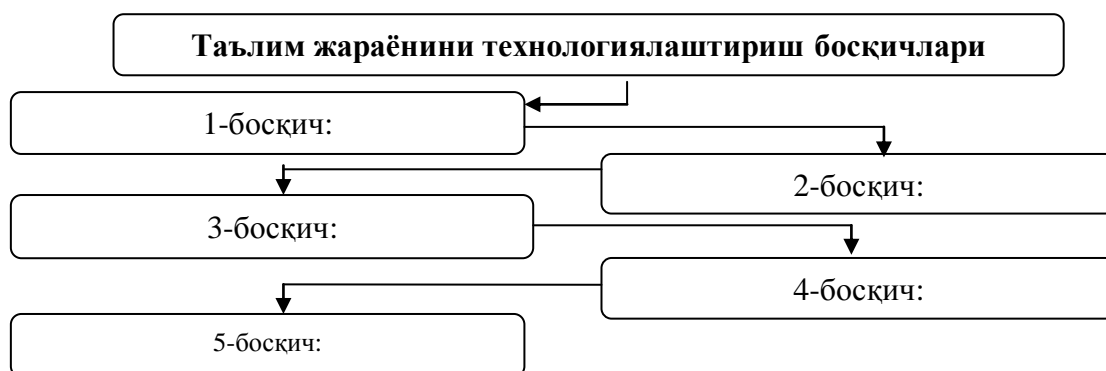 Таълим жараёнини технологиялаштириш босқичлари
1-босқич:
2-босқич:
3-босқич:
4-босқич:
5-босқич: